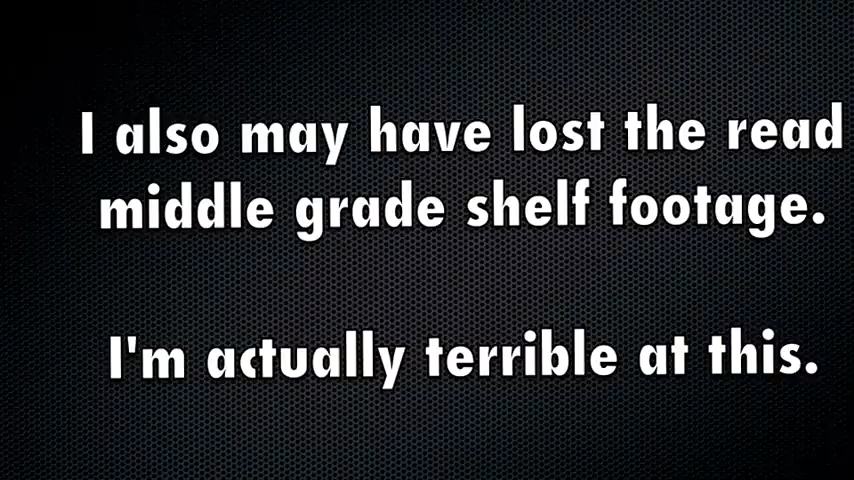 I also may have lost the read
middle grade shelf footage.
I'm actually terrible at this.